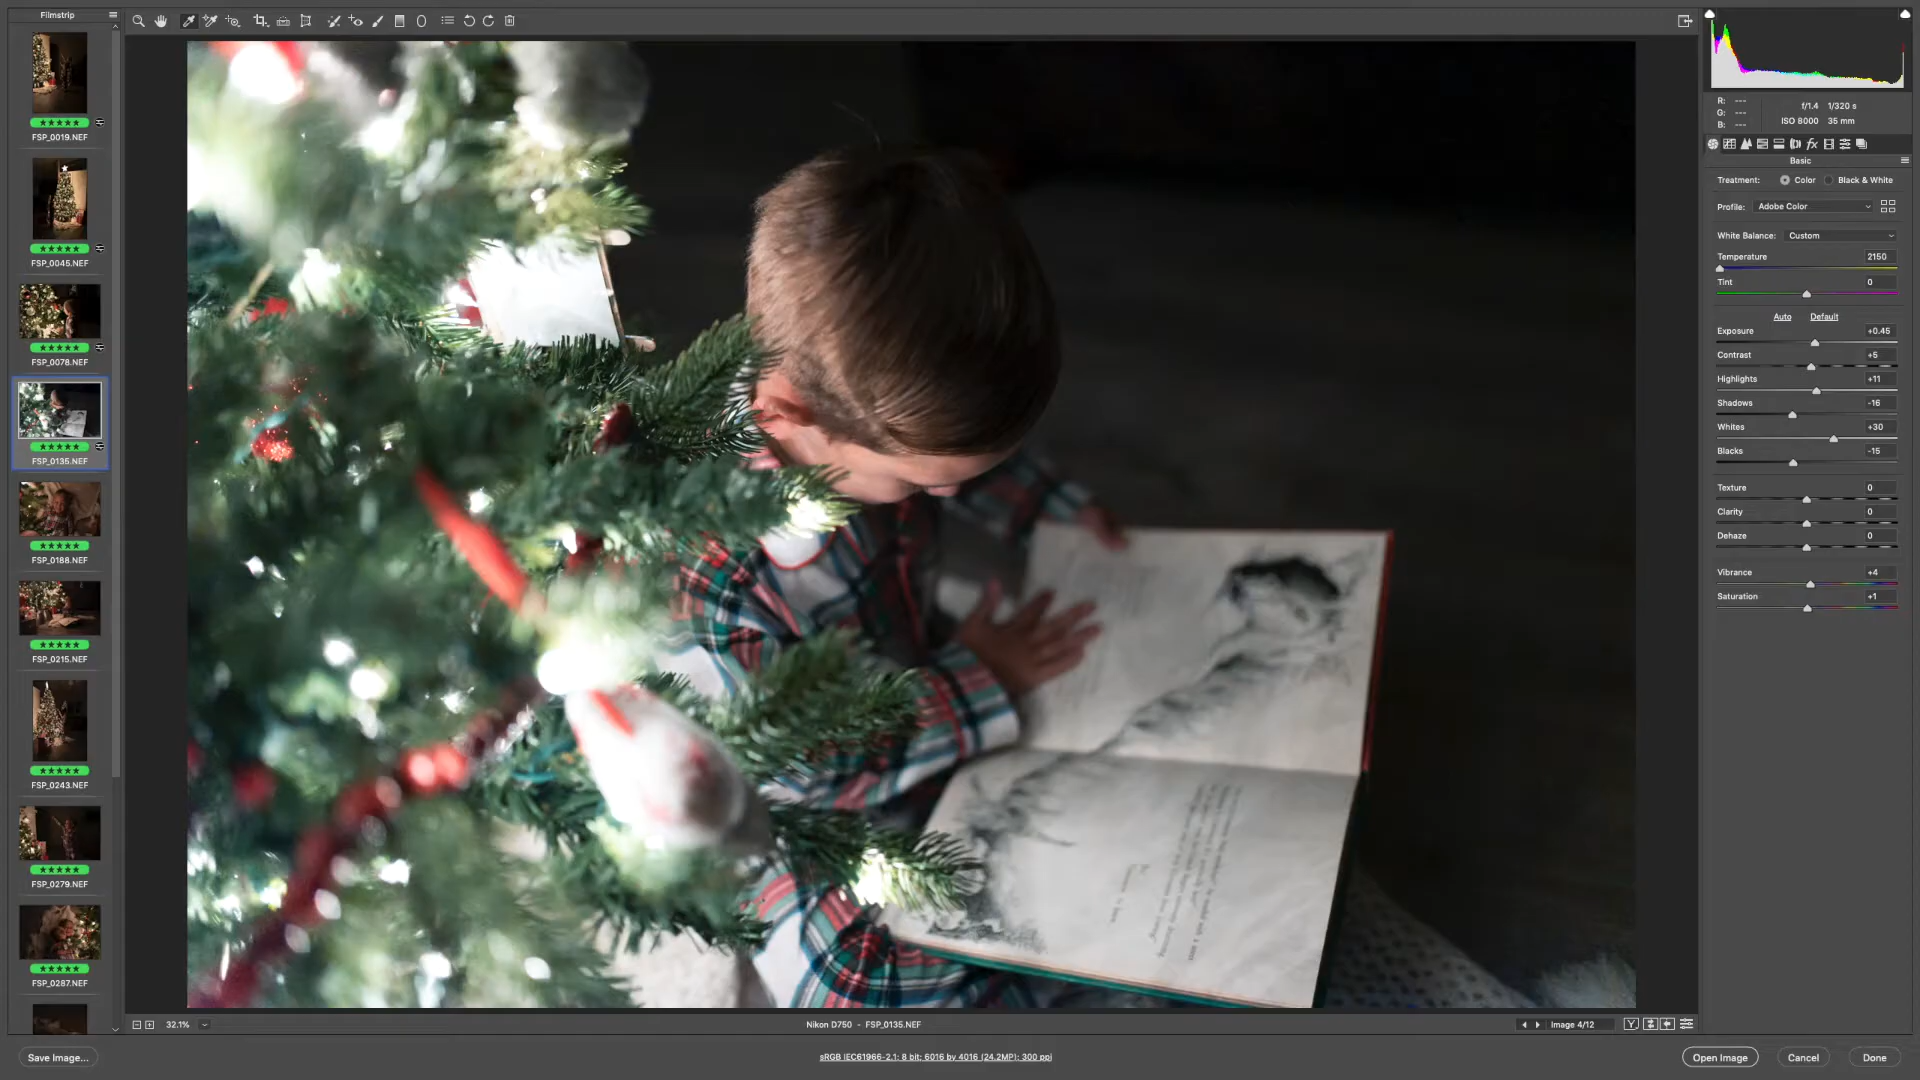 Filmstrip
FSP_0019.NEF
FSP_0045.NEF
FSP_0078.NEF
FSP_0135.NEF
FSP_0188.NEF
FSP_0215.NEF
FSP_0243.NEF
FSP_0279.NEF
FSP_0287.NEF
R: ---
G: ---
B: ---
f/1.4 1/320 s
ISO 8000 35 mm
fx
Basic
Treatment: Color Black & White
Profile: Adobe Color
White Balance: Custom
Temperature 2150
Tint 0
Auto Default
Exposure +0.45
Contrast +5
Highlights +11
Shadows -16
Whites +30
Blacks -15
Texture 0
Clarity 0
Dehaze 0
Vibrance +4
Saturation +1
32.1%
Nikon D750 - FSP_0135.NEF
Image 4/12
Y
Save Image...
sRGB IEC61966-2.1; 8 bit; 6016 by 4016 (24.2MP); 300 ppi
Open Image
Cancel
Done